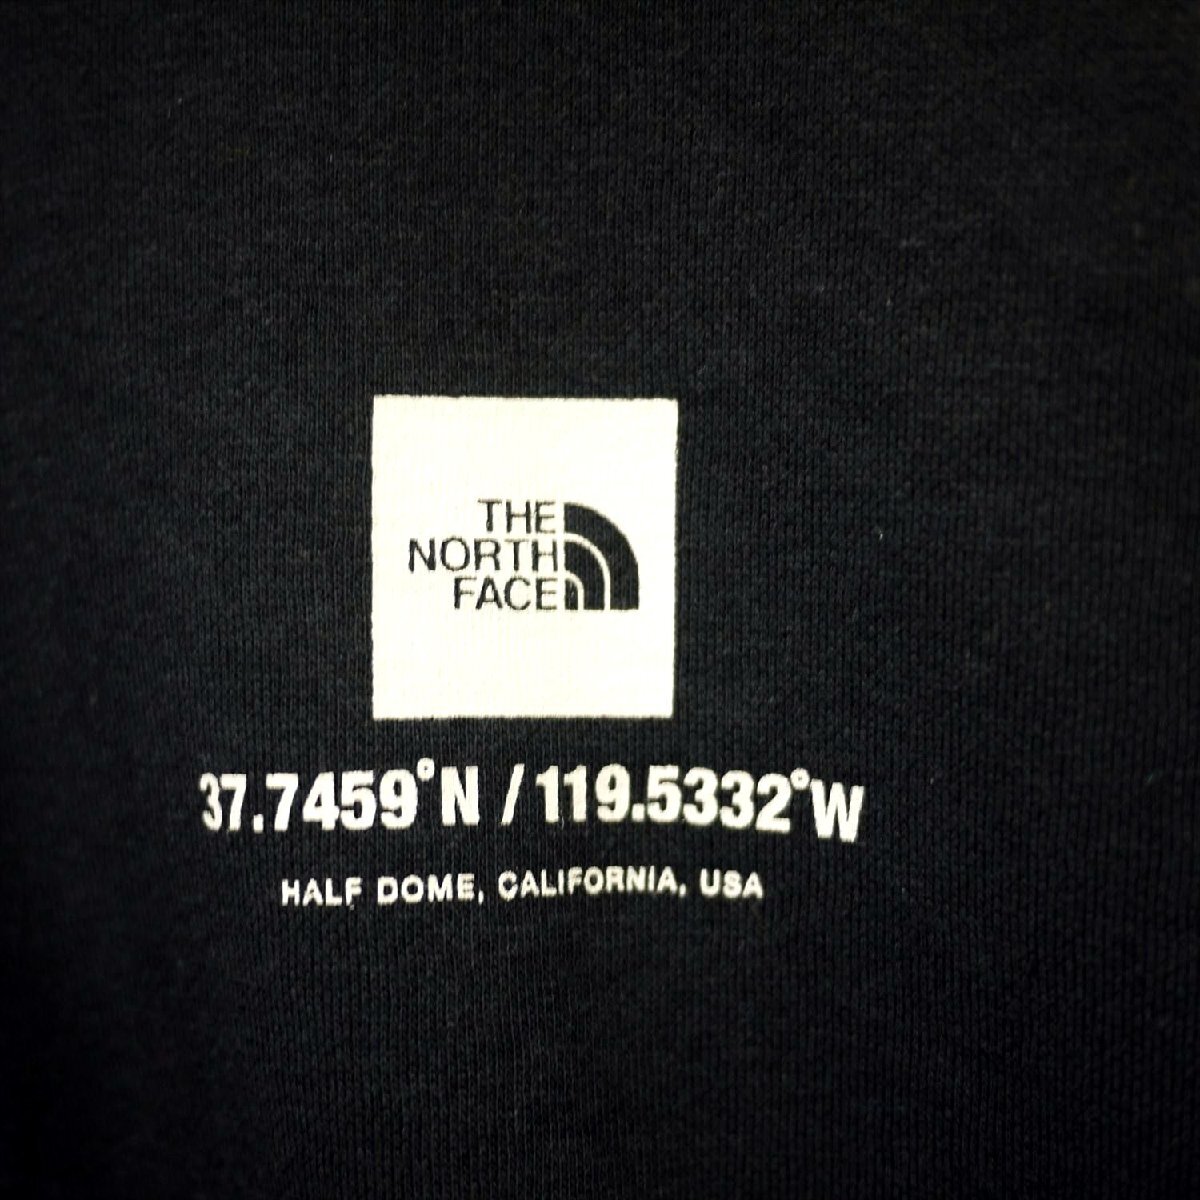 THE
NORTH
FACE
37.7459°N / 119.5332°W
HALF DOME, CALIFORNIA, USA